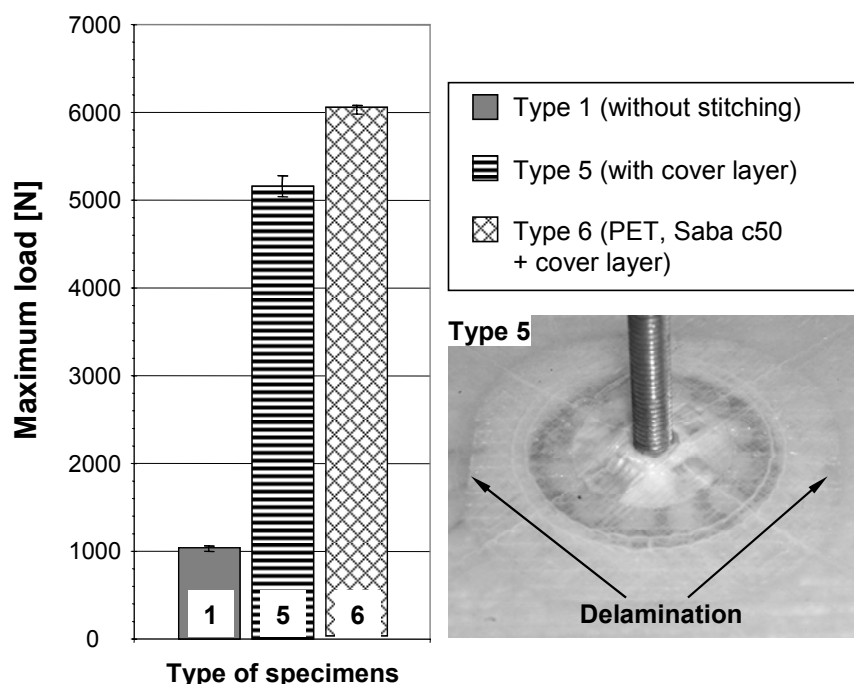 Maximum load [N]
7000
6000
5000
4000
3000
2000
1000
0
1
5
6
Type of specimens
Type 1 (without stitching)
Type 5 (with cover layer)
Type 6 (PET, Saba c50
+ cover layer)
Type 5
Delamination